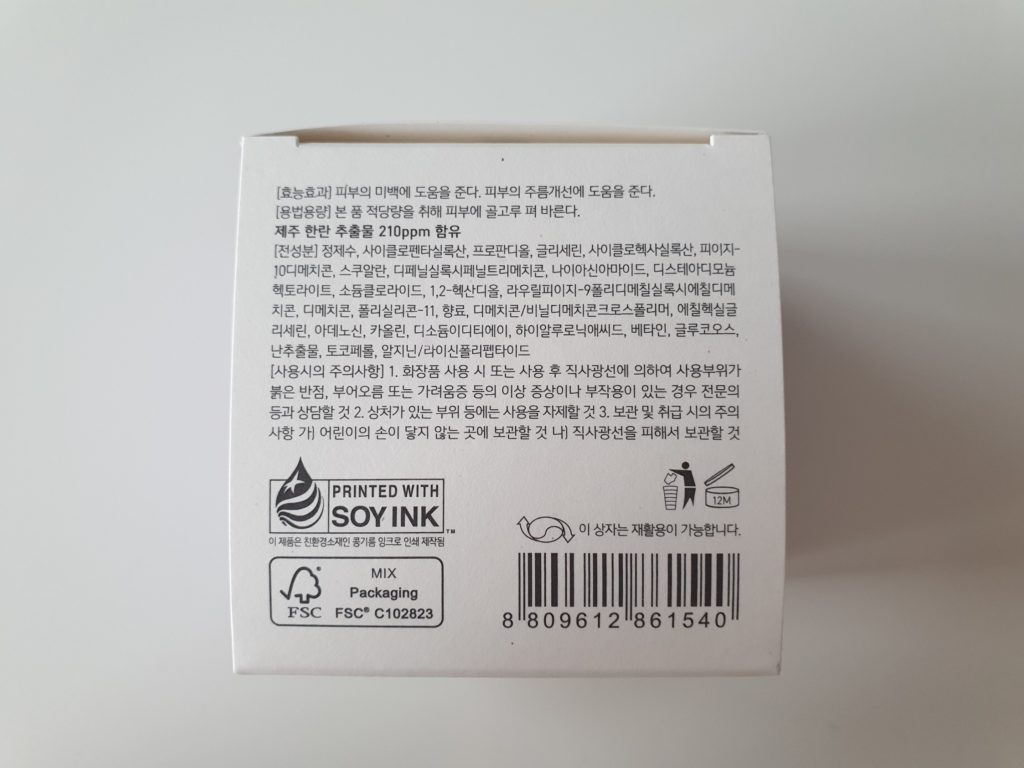 [효능효과] 피부의 미백에 도움을 준다. 피부의 주름개선에 도움을 준다.
[용법용량] 본 품 적당량을 취해 피부에 골고루 펴 바른다.
제주 한란 추출물 210ppm 함유
[전성분] 정제수, 사이클로펜타실록산, 프로판디올, 글리세린, 사이클로헥사실록산, 피이지-
10디메치콘, 스쿠알란, 디페닐실록시페닐트리메치콘, 나이아신아마이드, 디스테아디모늄
헥토라이트, 소듐클로라이드, 1,2-헥산디올, 라우릴피이지-9폴리디메칠실록시에칠디메
치콘, 디메치콘, 폴리실리콘-11, 향료, 디메치콘/비닐디메치콘크로스폴리머, 에칠헥실글
리세린, 아데노신, 카올린, 디소듐이디티에이, 하이알루로닉애씨드, 베타인, 글루코오스,
난추출물, 토코페롤, 알지닌/라이신폴리펩타이드
[사용시의 주의사항] 1. 화장품 사용 시 또는 사용 후 직사광선에 의하여 사용부위가
붉은 반점, 부어오름 또는 가려움증 등의 이상 증상이나 부작용이 있는 경우 전문의
등과 상담할 것 2. 상처가 있는 부위 등에는 사용을 자제할 것 3. 보관 및 취급 시의 주의
사항 가) 어린이의 손이 닿지 않는 곳에 보관할 것 나) 직사광선을 피해서 보관할 것
PRINTED WITH
SOY INK™
이 제품은 친환경소재인 콩기름 잉크로 인쇄 제작됨
12M
이 상자는 재활용이 가능합니다.
FSC
MIX
Packaging
FSC® C102823
8 809612 861540